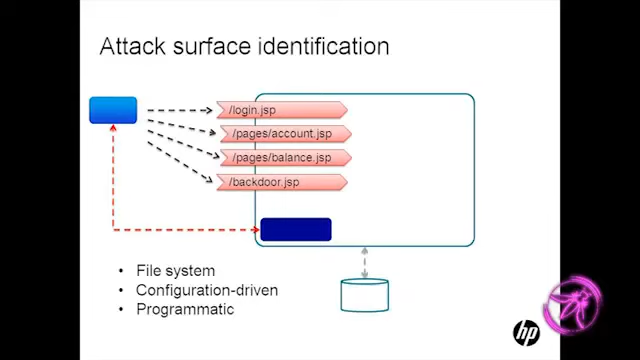 Attack surface identification
/login.jsp
/pages/account.jsp
/pages/balance.jsp
/backdoor.jsp
• File system
• Configuration-driven
• Programmatic
hp